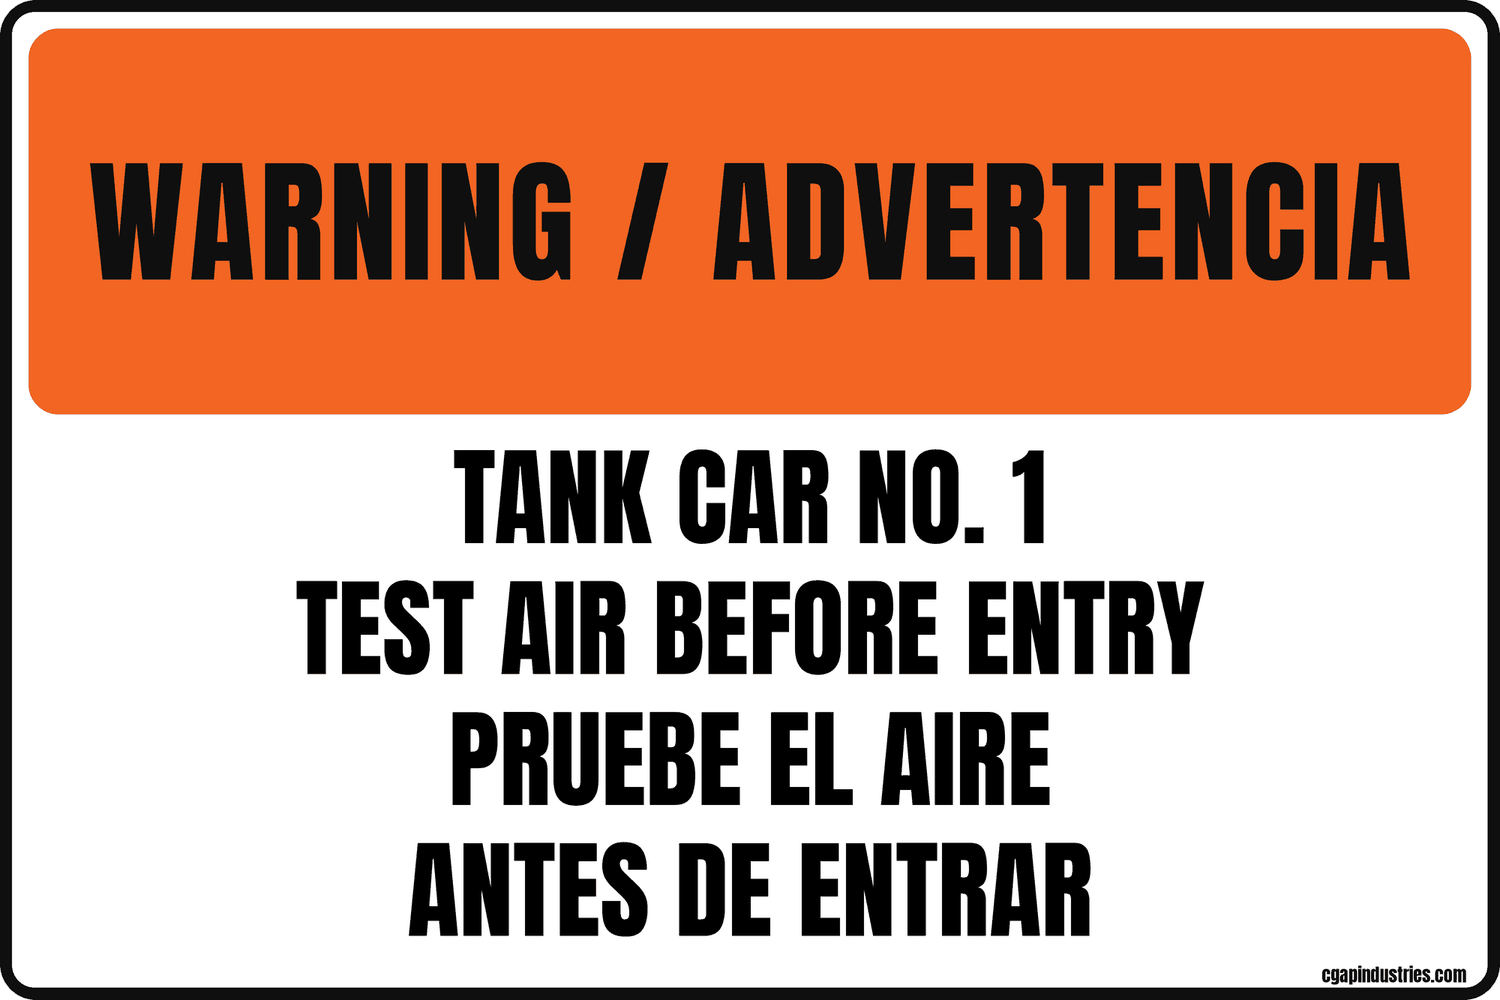 WARNING / ADVERTENCIA
TANK CAR NO. 1
TEST AIR BEFORE ENTRY
PRUEBE EL AIRE
ANTES DE ENTRAR
cgapindustries.com